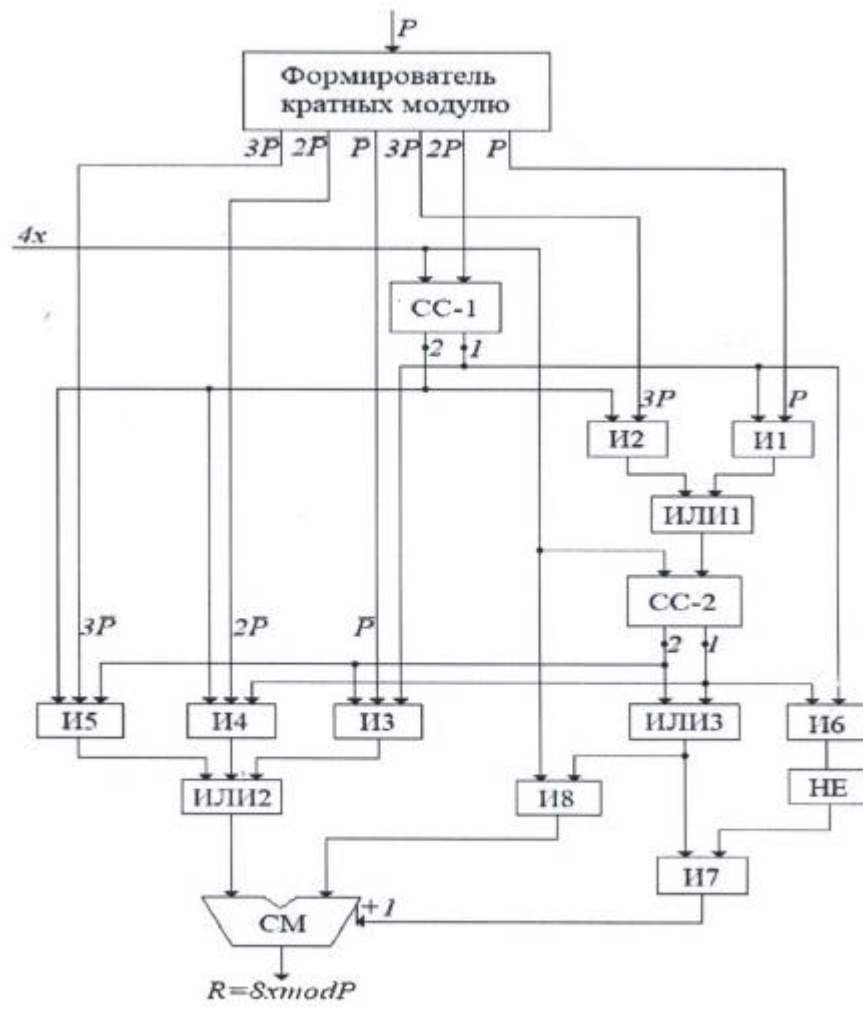 P
Формирователь
кратных модулю
3P̄ 2P̄ P̄ 3P 2P P
4x
СС-1
2 1
3P P
И2 И1
ИЛИ1
СС-2
3P̄ 2P̄ P̄ 2 1
И5 И4 И3 ИЛИ3 И6
ИЛИ2 И8 НЕ
И7
СМ +1
R=8xmodP